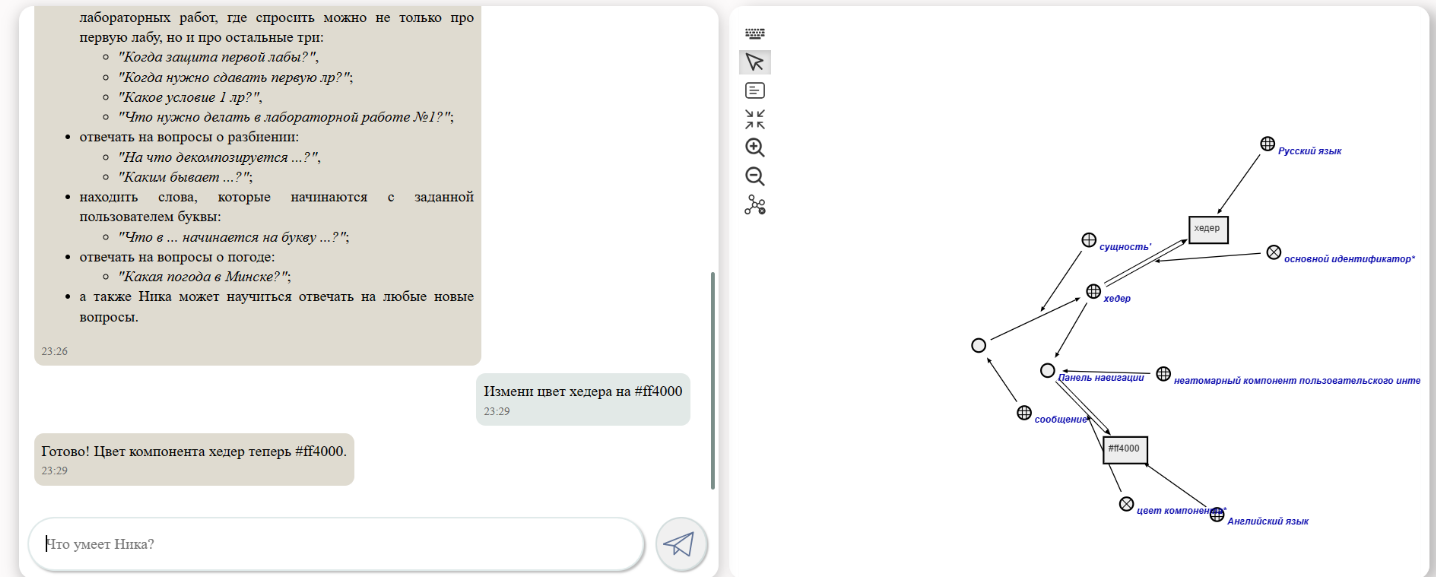 лабораторных работ, где спросить можно не только про
первую лабу, но и про остальные три:
"Когда защита первой лабы?",
"Когда нужно сдавать первую лр?";
"Какое условие 1 лр?",
"Что нужно делать в лабораторной работе №1?";
отвечать на вопросы о разбиении:
"На что декомпозируется ...?",
"Каким бывает ...?";
находить слова, которые начинаются с заданной
пользователем буквы:
"Что в ... начинается на букву ...?";
отвечать на вопросы о погоде:
"Какая погода в Минске?";
а также Ника может научиться отвечать на любые новые
вопросы.
23:26
Измени цвет хедера на #ff4000
23:29
Готово! Цвет компонента хедер теперь #ff4000.
23:29
Что умеет Ника?
Русский язык
хедер
сущность'
основной идентификатор*
хедер
Панель навигации
неатомарный компонент пользовательского инте
сообщение
#ff4000
цвет компонента*
Английский язык